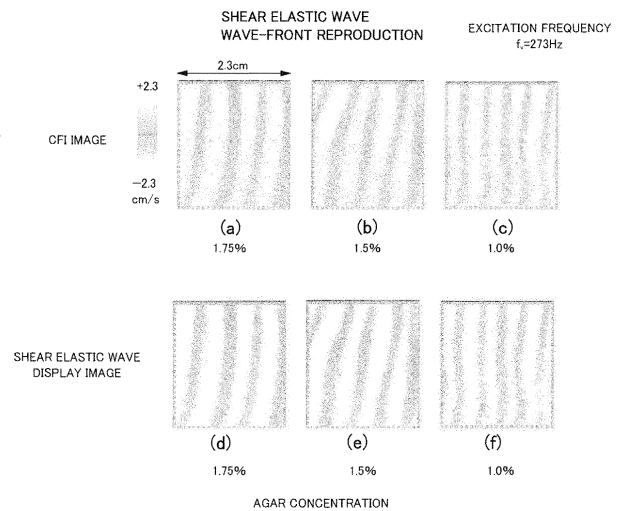 SHEAR ELASTIC WAVE
WAVE-FRONT REPRODUCTION
EXCITATION FREQUENCY
fᵥ=273Hz
2.3cm
+2.3
CFI IMAGE
−2.3
cm/s
(a) (b) (c)
1.75% 1.5% 1.0%
SHEAR ELASTIC WAVE
DISPLAY IMAGE
(d) (e) (f)
1.75% 1.5% 1.0%
AGAR CONCENTRATION